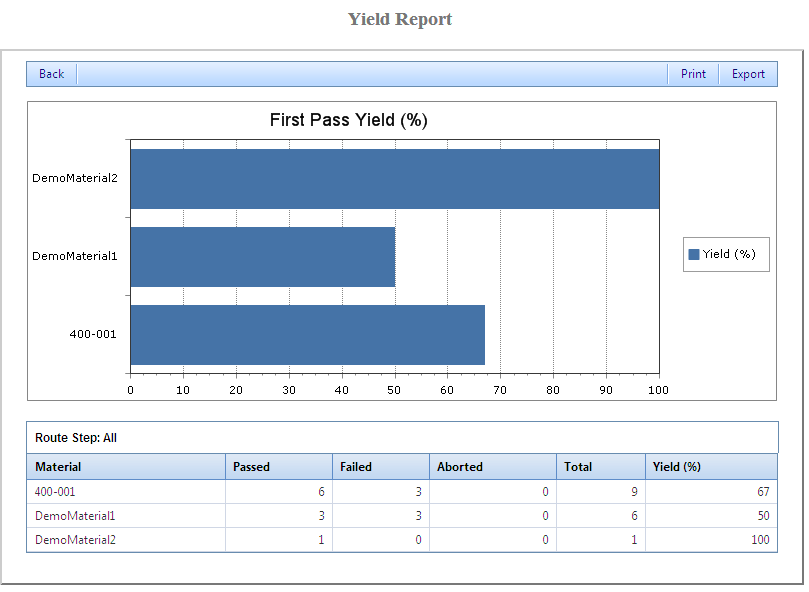 Yield Report
Back Print Export
First Pass Yield (%)
DemoMaterial2
DemoMaterial1
Yield (%)
400-001
0 10 20 30 40 50 60 70 80 90 100
Route Step: All
Material Passed Failed Aborted Total Yield (%)
400-001 6 3 0 9 67
DemoMaterial1 3 3 0 6 50
DemoMaterial2 1 0 0 1 100